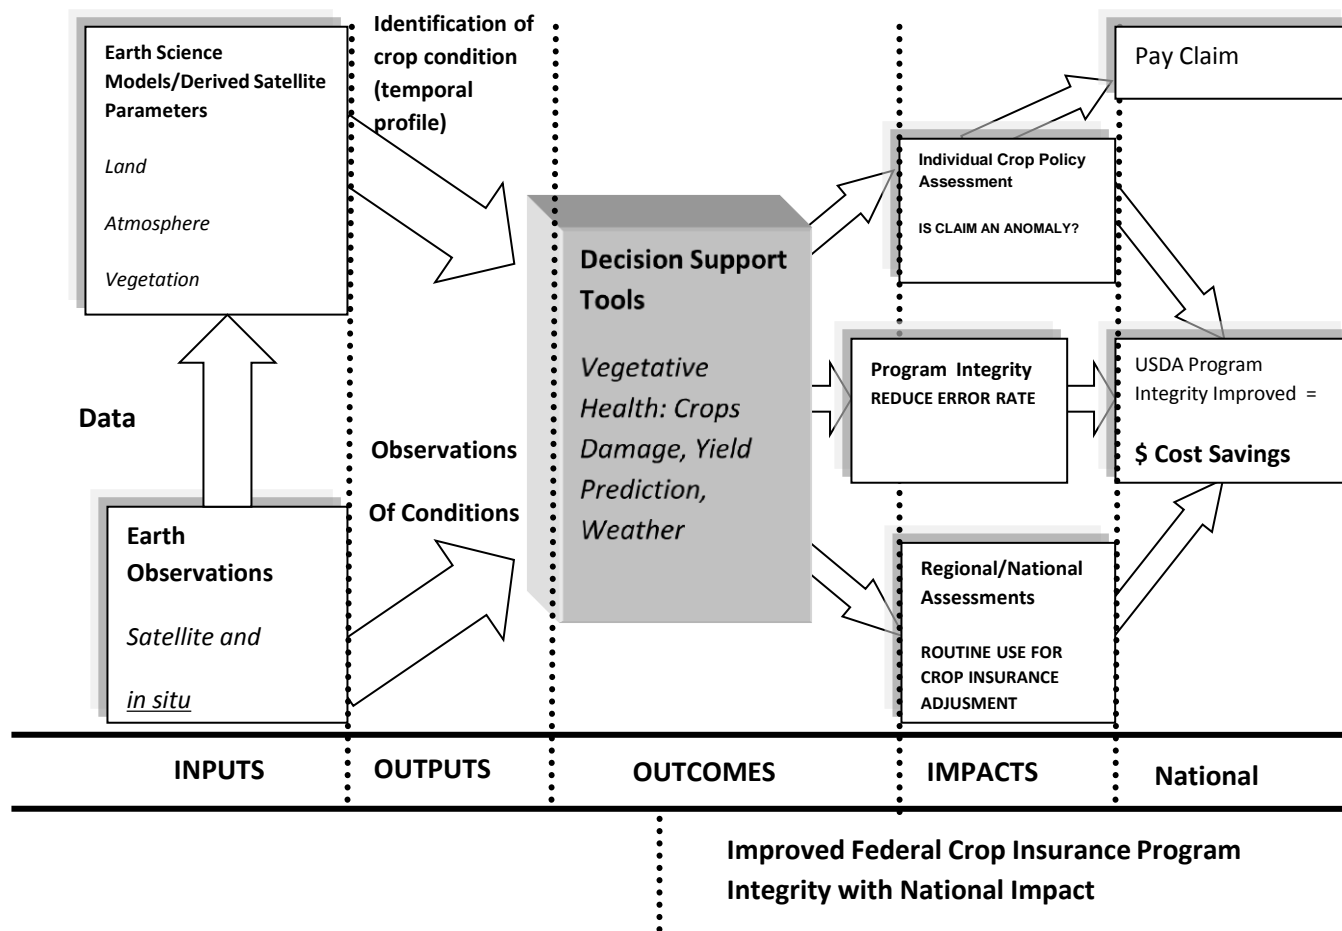 Earth Science
Models/Derived Satellite
Parameters
Land
Atmosphere
Vegetation
Identification of
crop condition
(temporal
profile)
Pay Claim
Individual Crop Policy
Assessment
IS CLAIM AN ANOMALY?
Decision Support
Tools
Vegetative
Health: Crops
Damage, Yield
Prediction,
Weather
Program Integrity
REDUCE ERROR RATE
USDA Program
Integrity Improved =
$ Cost Savings
Data
Observations
Of Conditions
Earth
Observations
Satellite and
in situ
Regional/National
Assessments
ROUTINE USE FOR
CROP INSURANCE
ADJUSMENT
INPUTS
OUTPUTS
OUTCOMES
IMPACTS
National
Improved Federal Crop Insurance Program
Integrity with National Impact